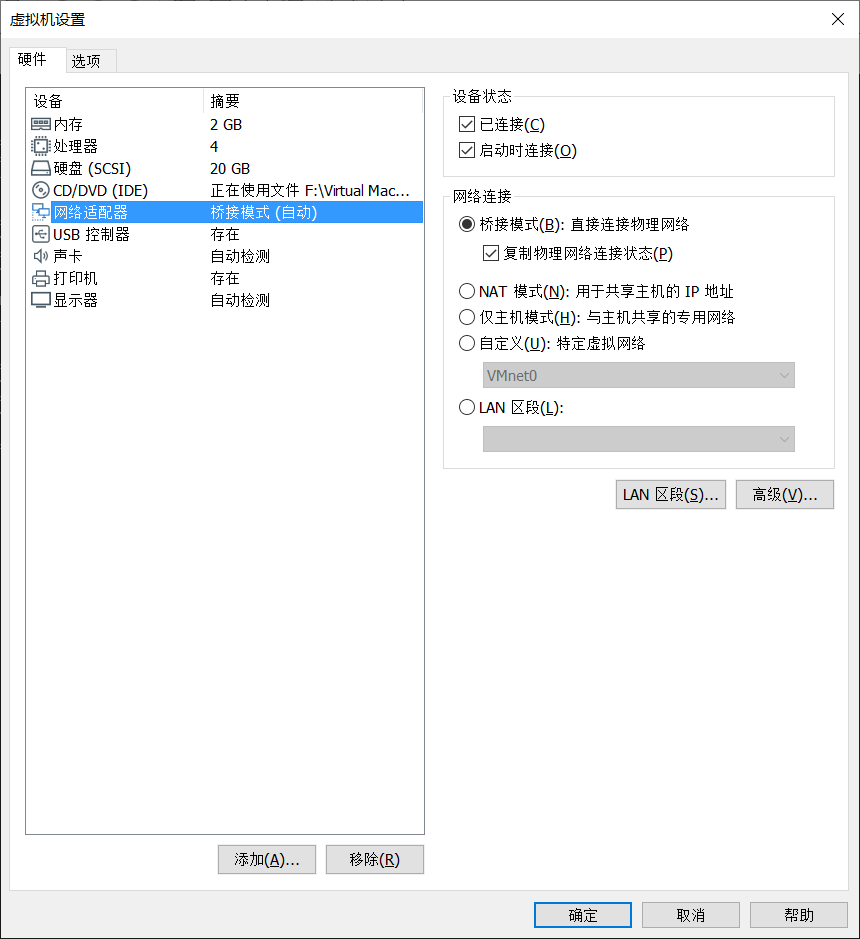 虚拟机设置
硬件 选项
设备 摘要
内存 2 GB
处理器 4
硬盘 (SCSI) 20 GB
CD/DVD (IDE) 正在使用文件 F:\Virtual Mac...
网络适配器 桥接模式 (自动)
USB 控制器 存在
声卡 自动检测
打印机 存在
显示器 自动检测
添加(A)... 移除(R)
设备状态
已连接(C)
启动时连接(O)
网络连接
桥接模式(B): 直接连接物理网络
复制物理网络连接状态(P)
NAT 模式(N): 用于共享主机的 IP 地址
仅主机模式(H): 与主机共享的专用网络
自定义(U): 特定虚拟网络
VMnet0
LAN 区段(L):
LAN 区段(S)... 高级(V)...
确定 取消 帮助